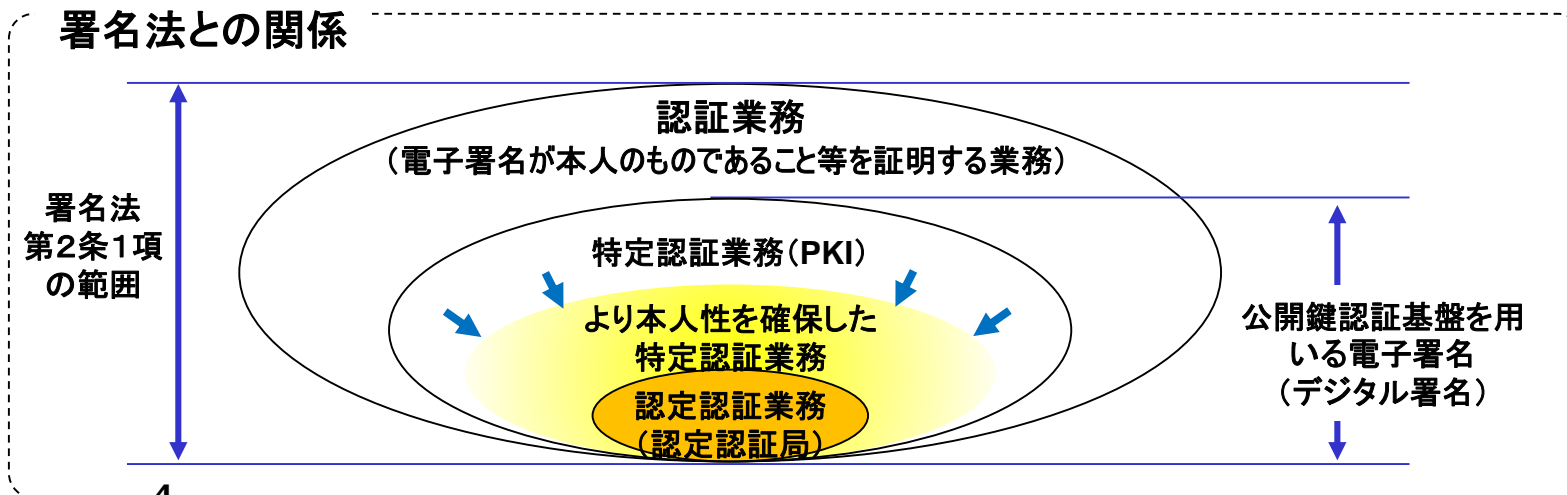 署名法との関係
認証業務
（電子署名が本人のものであること等を証明する業務）
署名法
第２条１項
の範囲
特定認証業務（PKI）
より本人性を確保した
特定認証業務
認定認証業務
（認定認証局）
公開鍵認証基盤を用
いる電子署名
（デジタル署名）